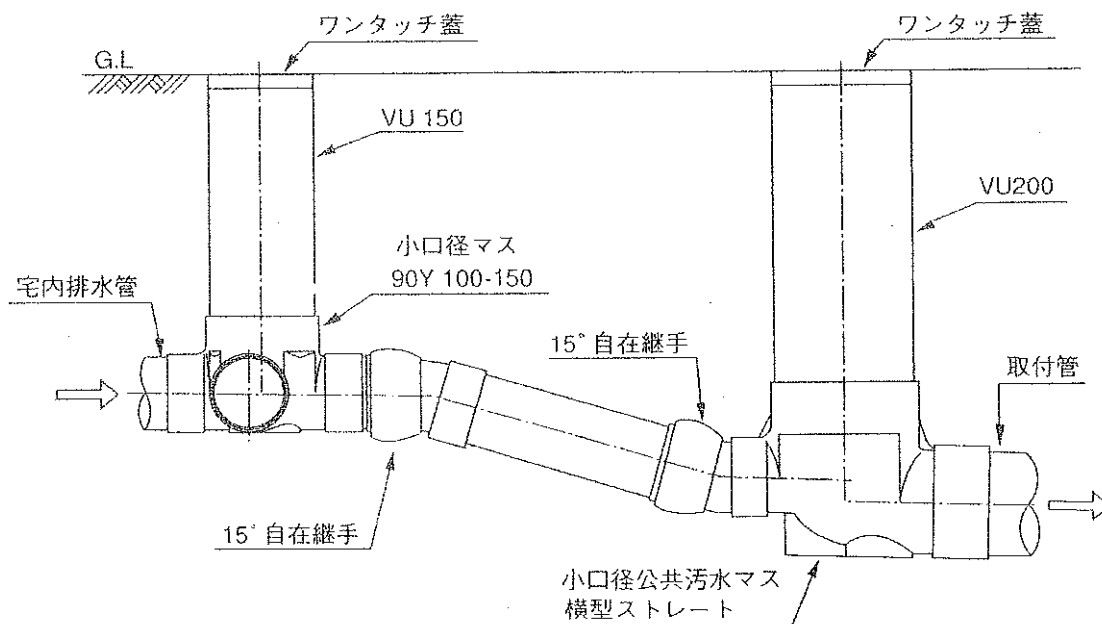 ワンタッチ蓋
ワンタッチ蓋
G.L
VU 150
VU200
小口径マス
90Y 100-150
宅内排水管
15°自在継手
取付管
15°自在継手
小口径公共汚水マス
横型ストレート